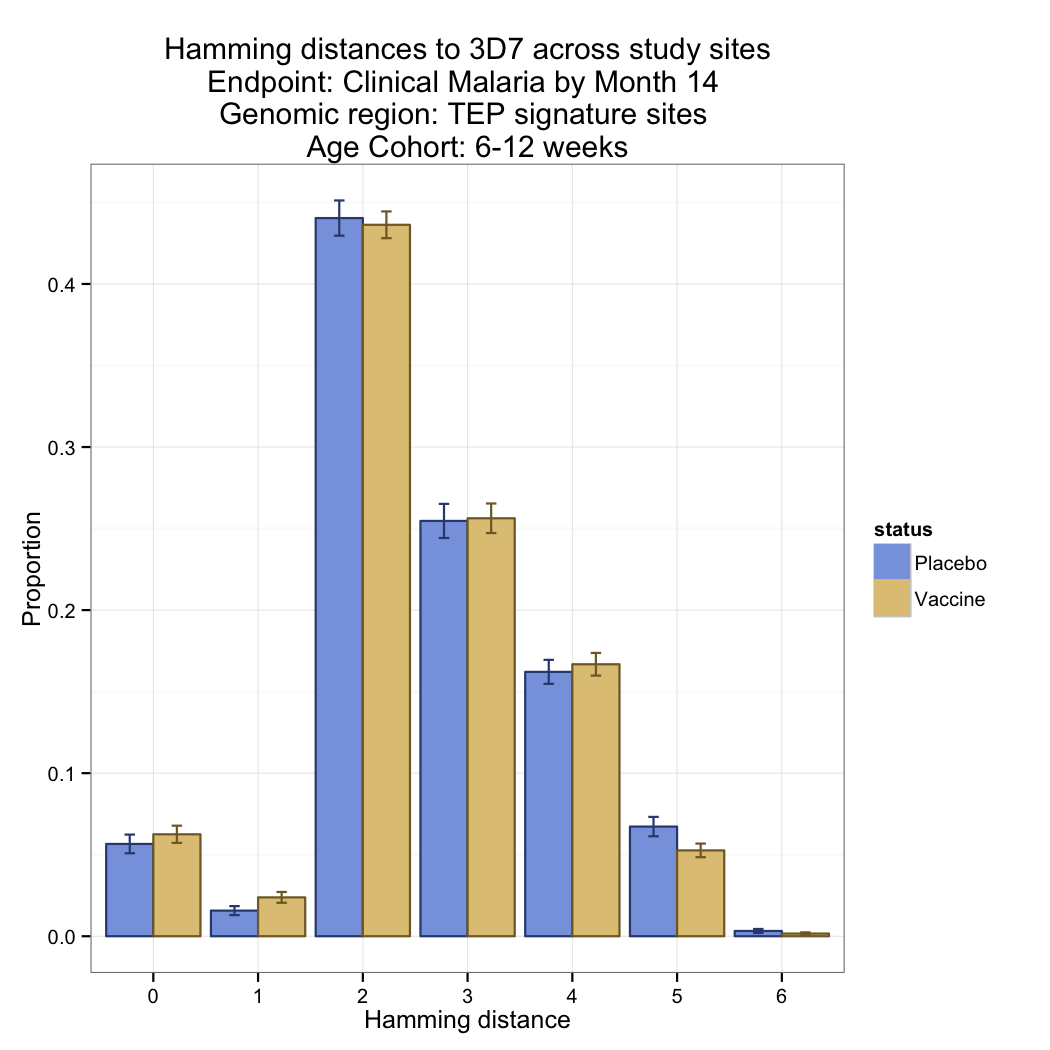 Hamming distances to 3D7 across study sites
Endpoint: Clinical Malaria by Month 14
Genomic region: TEP signature sites
Age Cohort: 6-12 weeks
Proportion
0.4
0.3
0.2
0.1
0.0
0 1 2 3 4 5 6
Hamming distance
status
Placebo
Vaccine